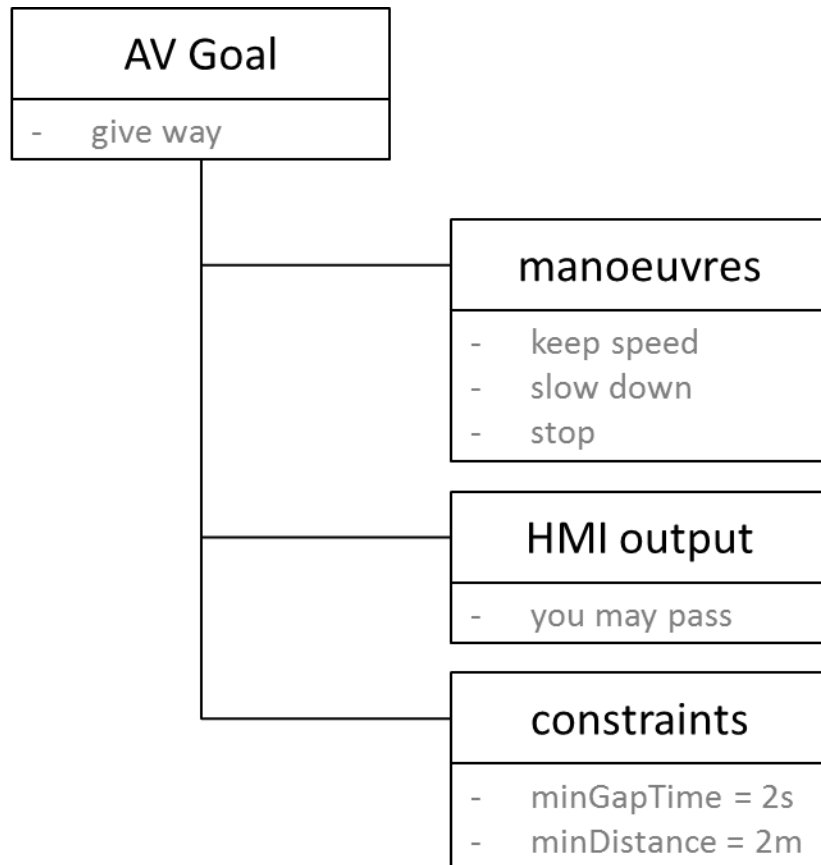 AV Goal
- give way
manoeuvres
- keep speed
- slow down
- stop
HMI output
- you may pass
constraints
- minGapTime = 2s
- minDistance = 2m